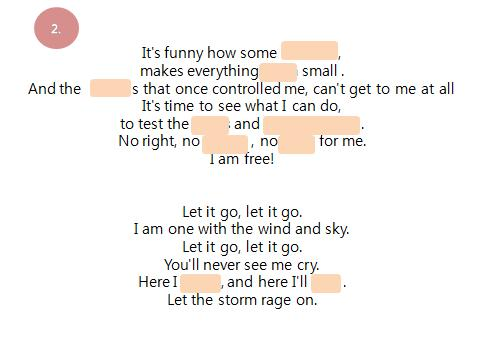 2.
It's funny how some ,
makes everything small .
And the s that once controlled me, can't get to me at all
It's time to see what I can do,
to test the and .
No right, no , no for me.
I am free!
Let it go, let it go.
I am one with the wind and sky.
Let it go, let it go.
You'll never see me cry.
Here I , and here I'll .
Let the storm rage on.